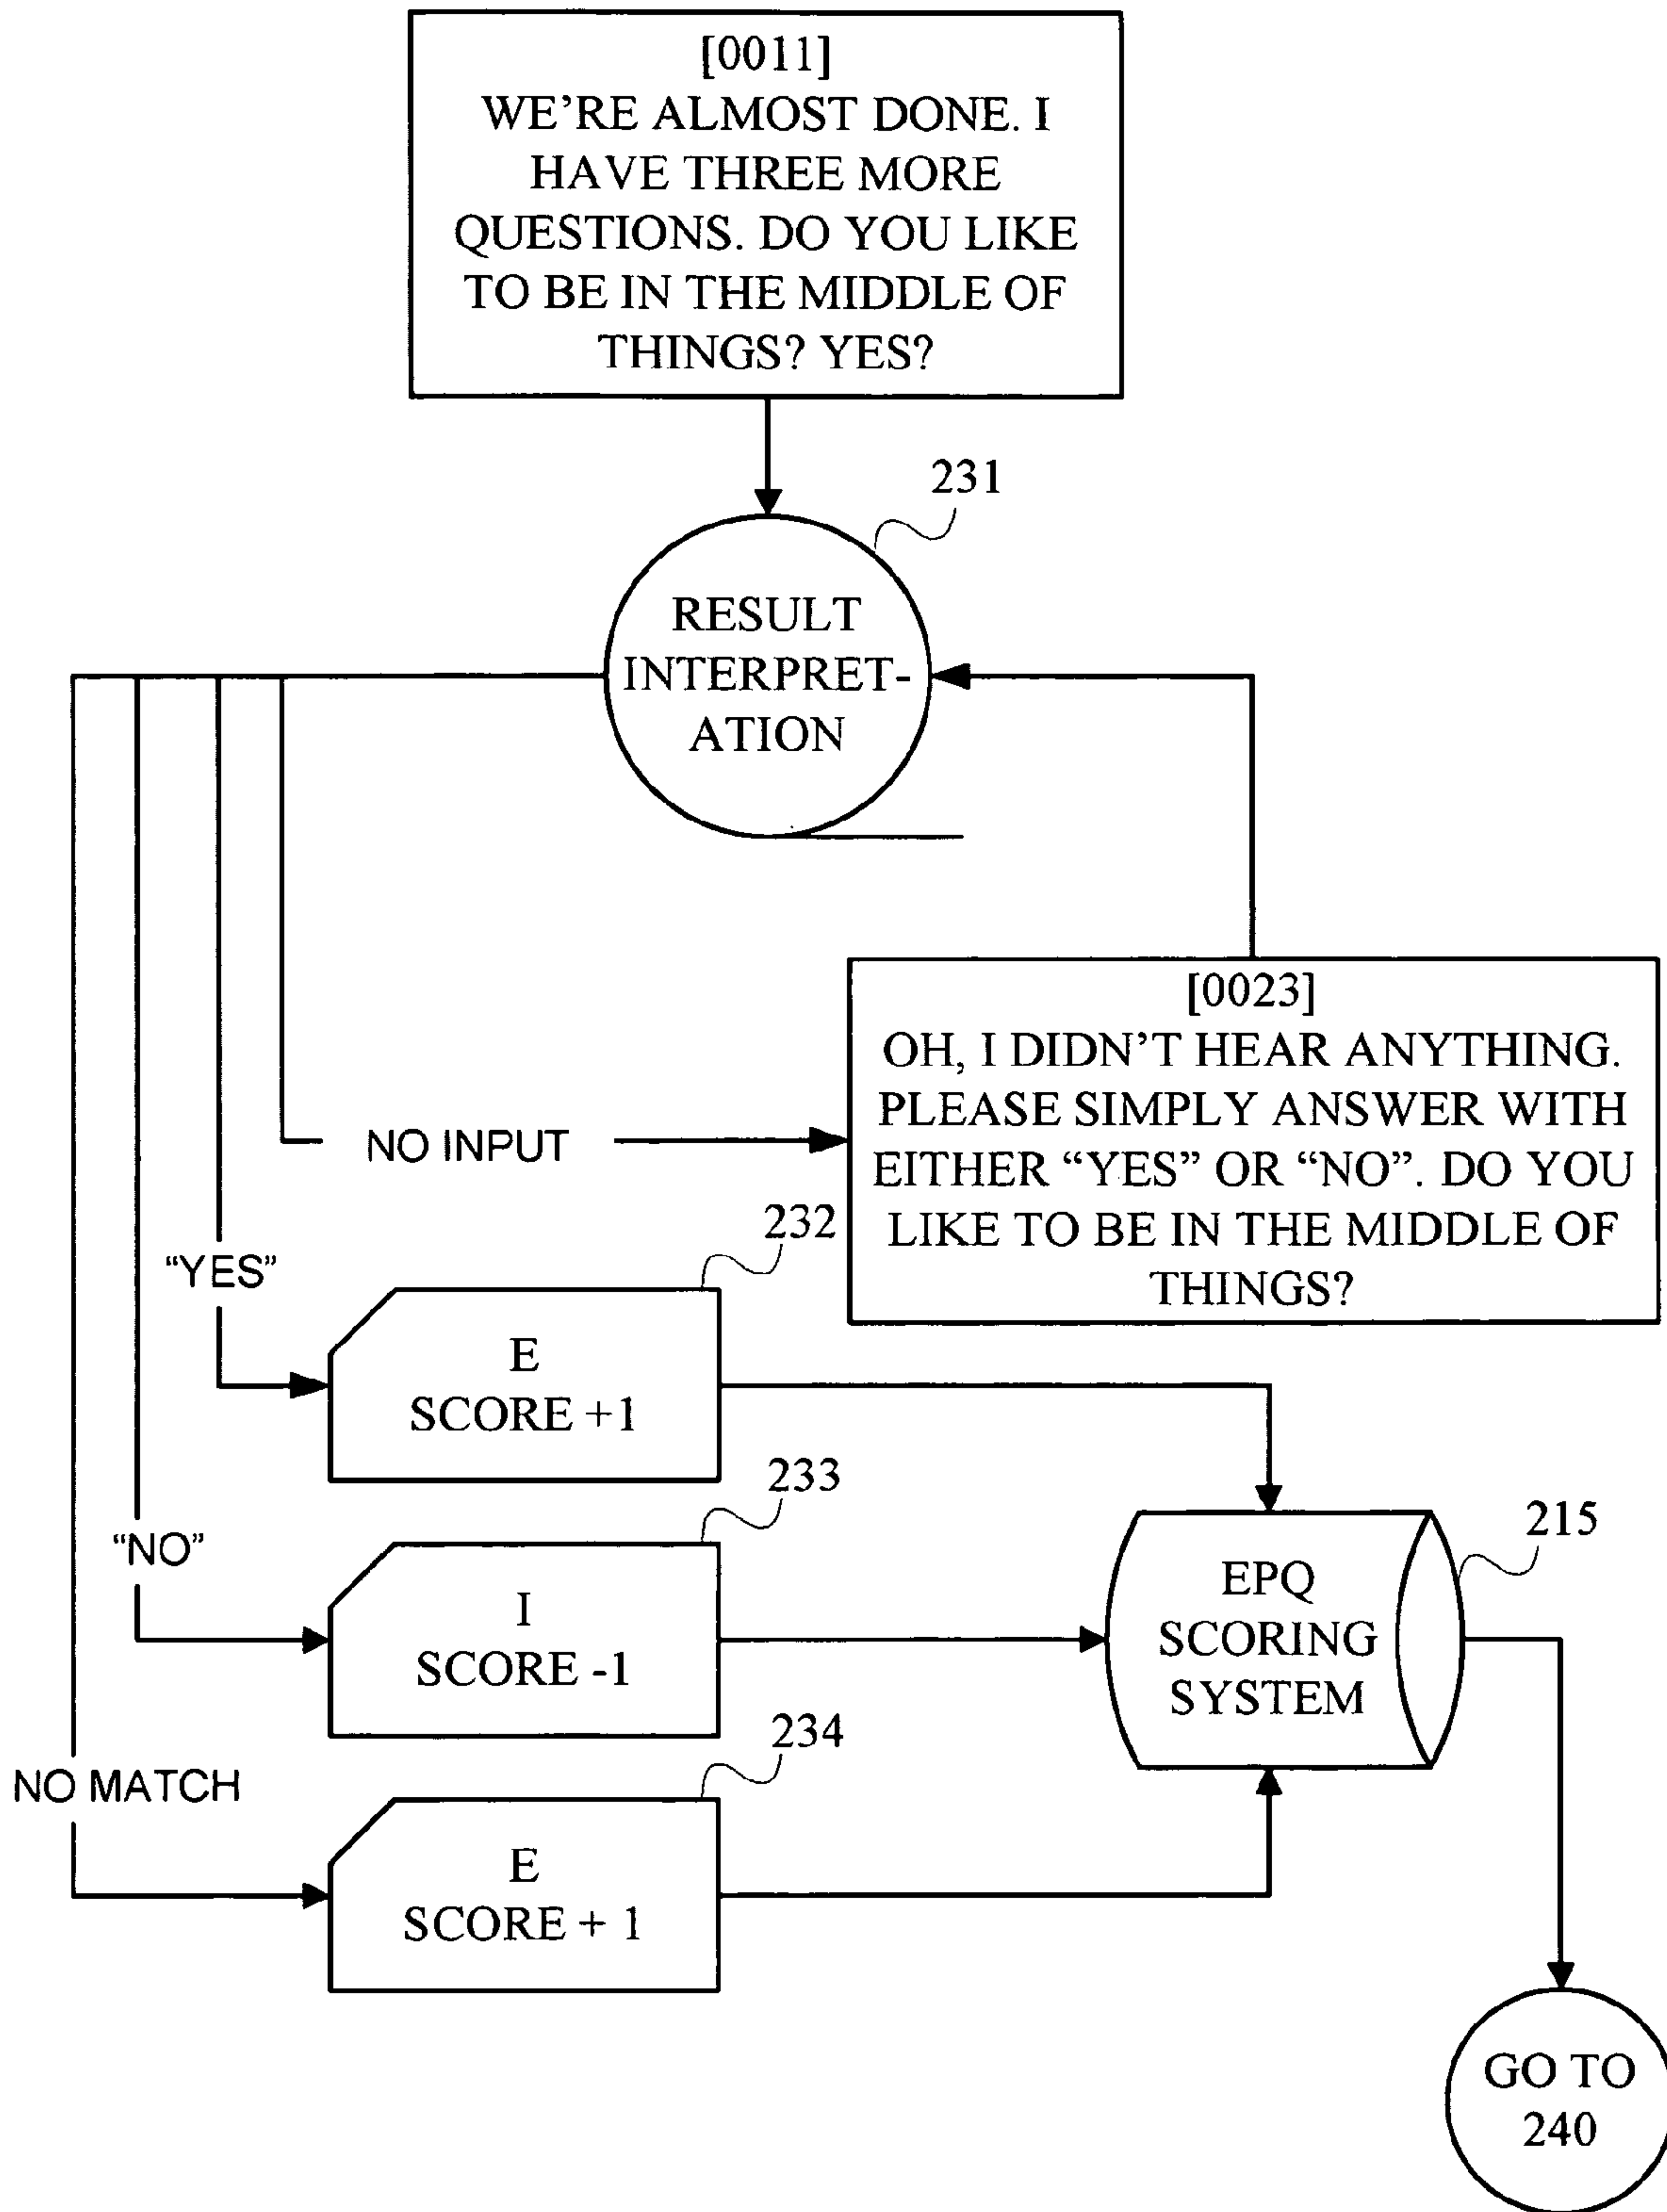 [0011]
WE'RE ALMOST DONE. I
HAVE THREE MORE
QUESTIONS. DO YOU LIKE
TO BE IN THE MIDDLE OF
THINGS? YES?
231
RESULT
INTERPRET-
ATION
[0023]
OH, I DIDN'T HEAR ANYTHING.
PLEASE SIMPLY ANSWER WITH
EITHER “YES” OR “NO”. DO YOU
LIKE TO BE IN THE MIDDLE OF
THINGS?
NO INPUT
232
“YES”
E
SCORE +1
233
“NO”
I
SCORE -1
215
EPQ
SCORING
SYSTEM
234
NO MATCH
E
SCORE + 1
GO TO
240